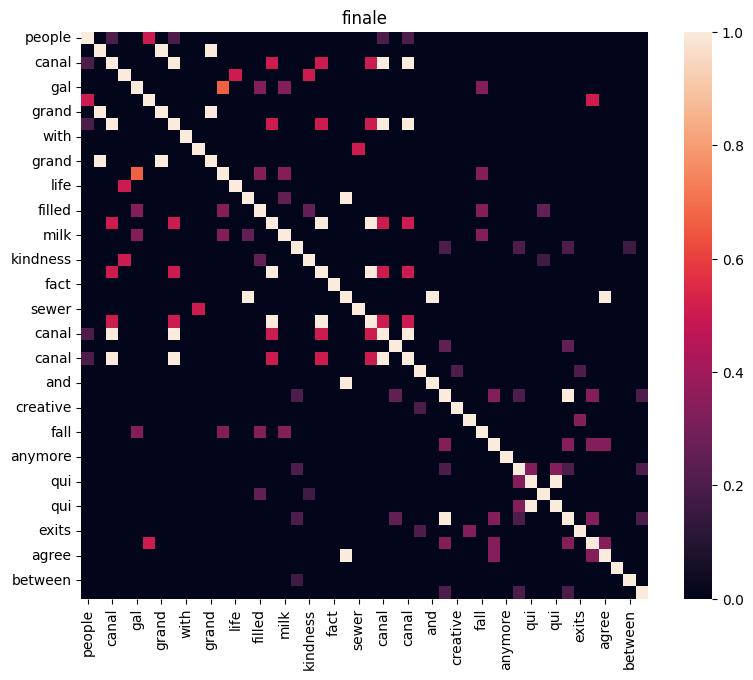 finale
people
canal
gal
grand
with
grand
life
filled
milk
kindness
fact
sewer
canal
canal
and
creative
fall
anymore
qui
qui
exits
agree
between
people
canal
gal
grand
with
grand
life
filled
milk
kindness
fact
sewer
canal
canal
and
creative
fall
anymore
qui
qui
exits
agree
between
1.0
0.8
0.6
0.4
0.2
0.0